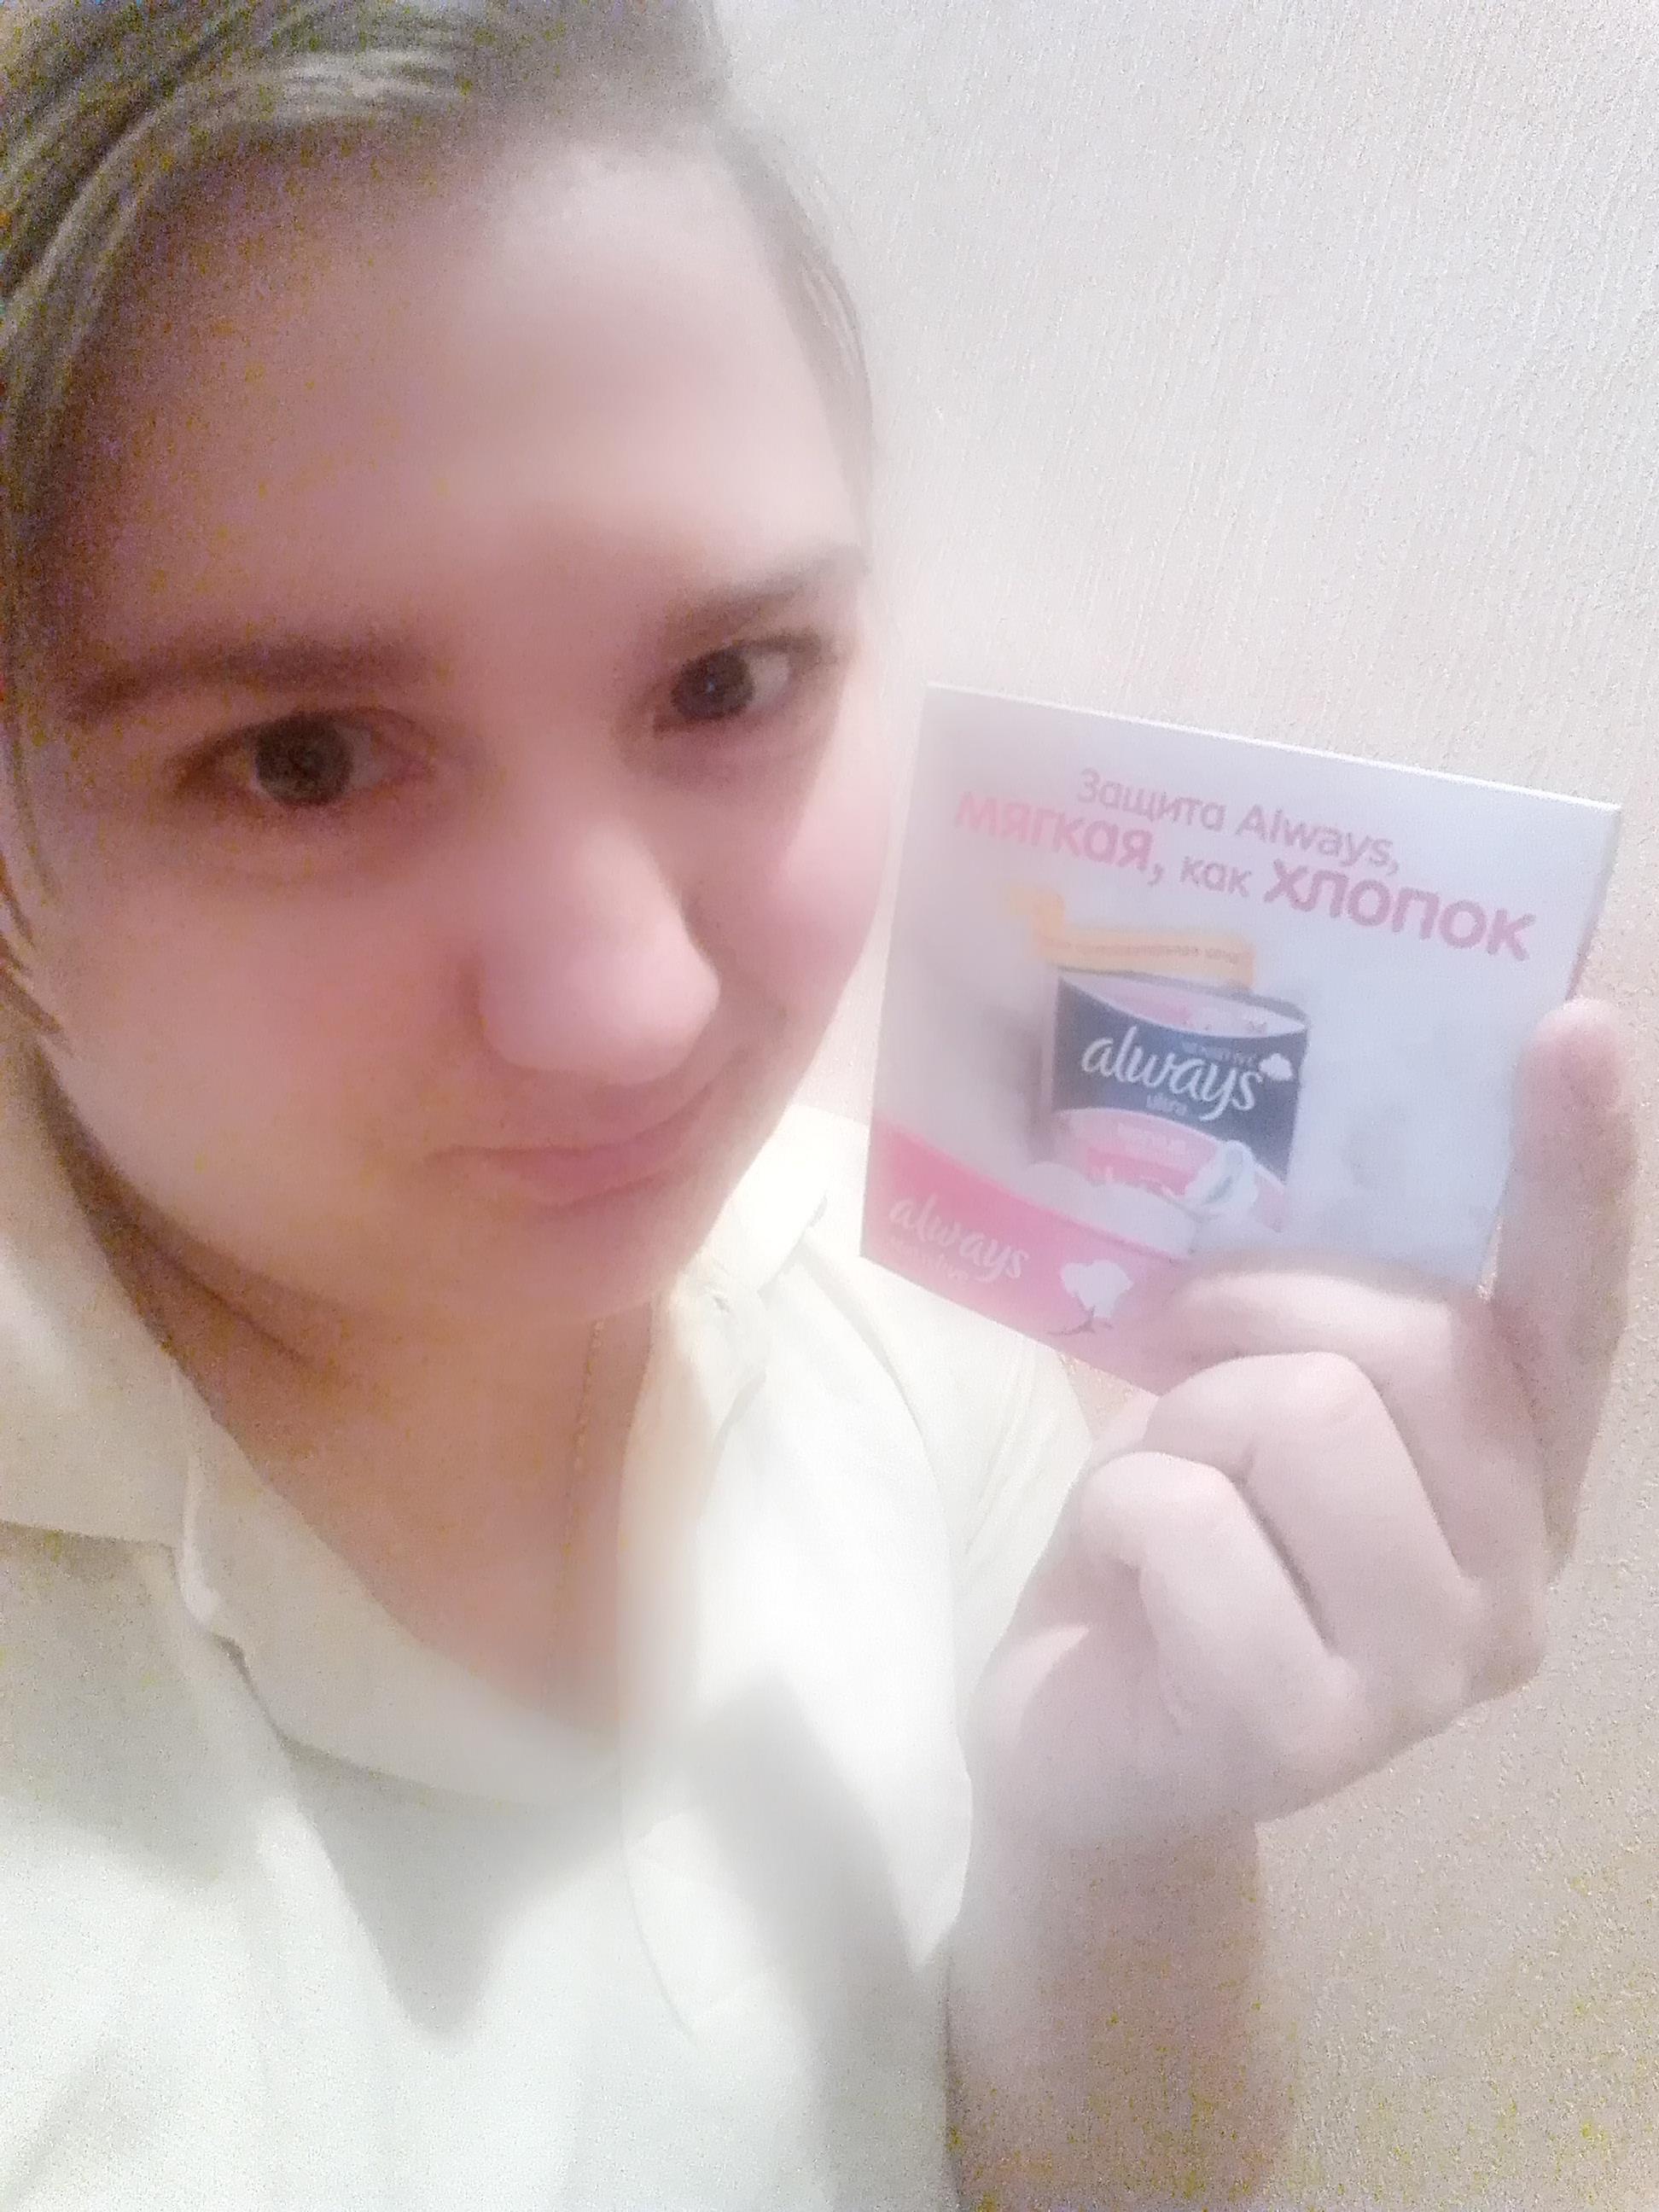 Защита Always,
мягкая, как хлопок
always
ultra
always